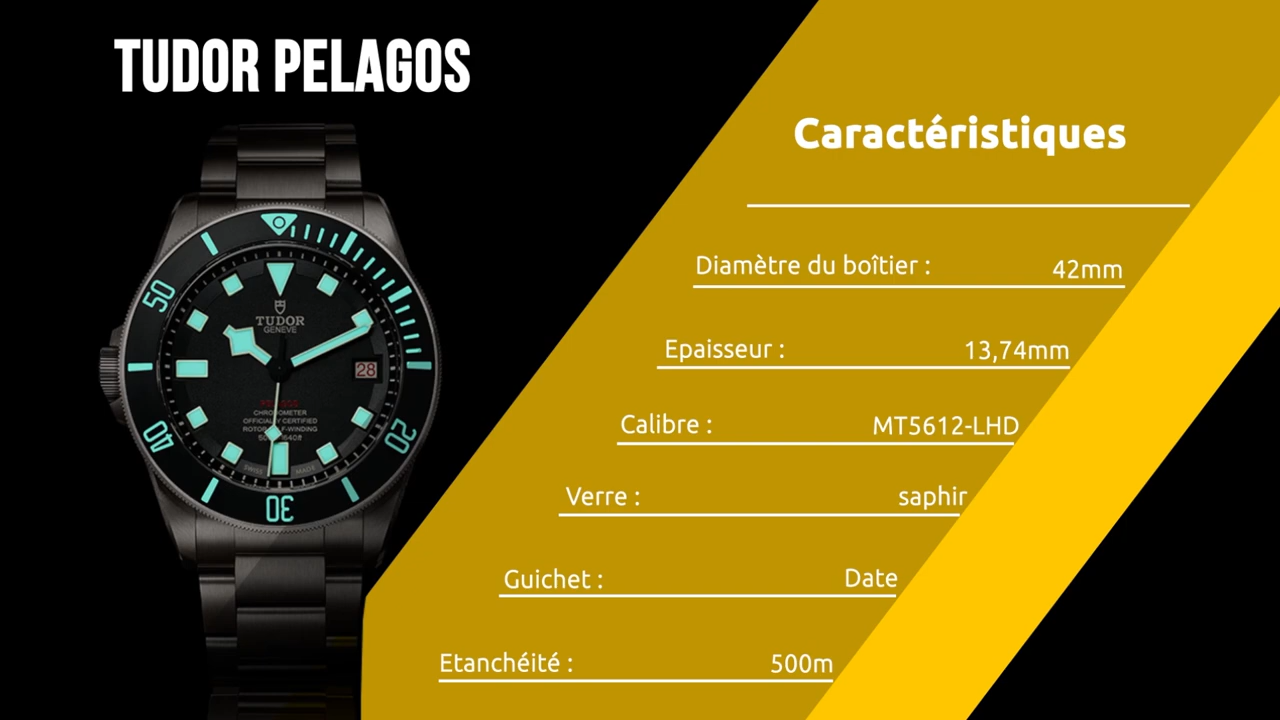 TUDOR PELAGOS
Caractéristiques
Diamètre du boîtier : 42mm
Epaisseur : 13,74mm
Calibre : MT5612-LHD
Verre : saphir
Guichet : Date
Etanchéité : 500m
50
40
30
20
TUDOR
GENEVE
28
PELAGOS
CHRONOMETER
OFFICIALLY CERTIFIED
SWISS MADE